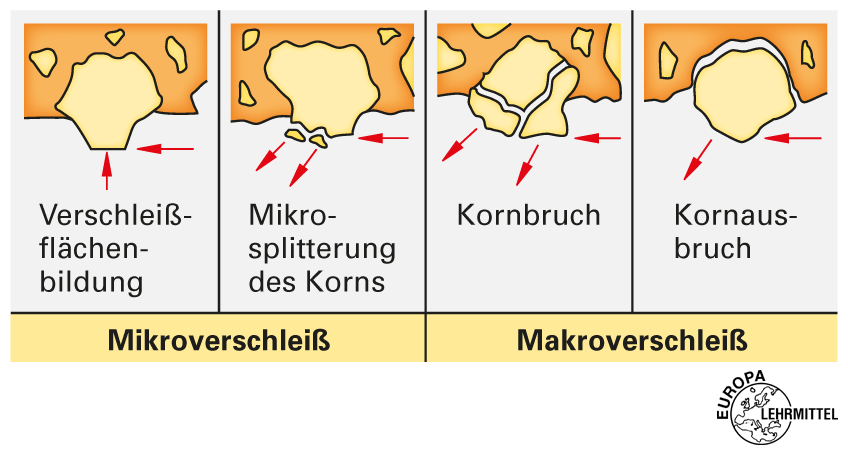 Verschleiß-
flächen-
bildung
Mikro-
splitterung
des Korns
Kornbruch
Kornaus-
bruch
Mikroverschleiß
Makroverschleiß
EUROPA
LEHRMITTEL